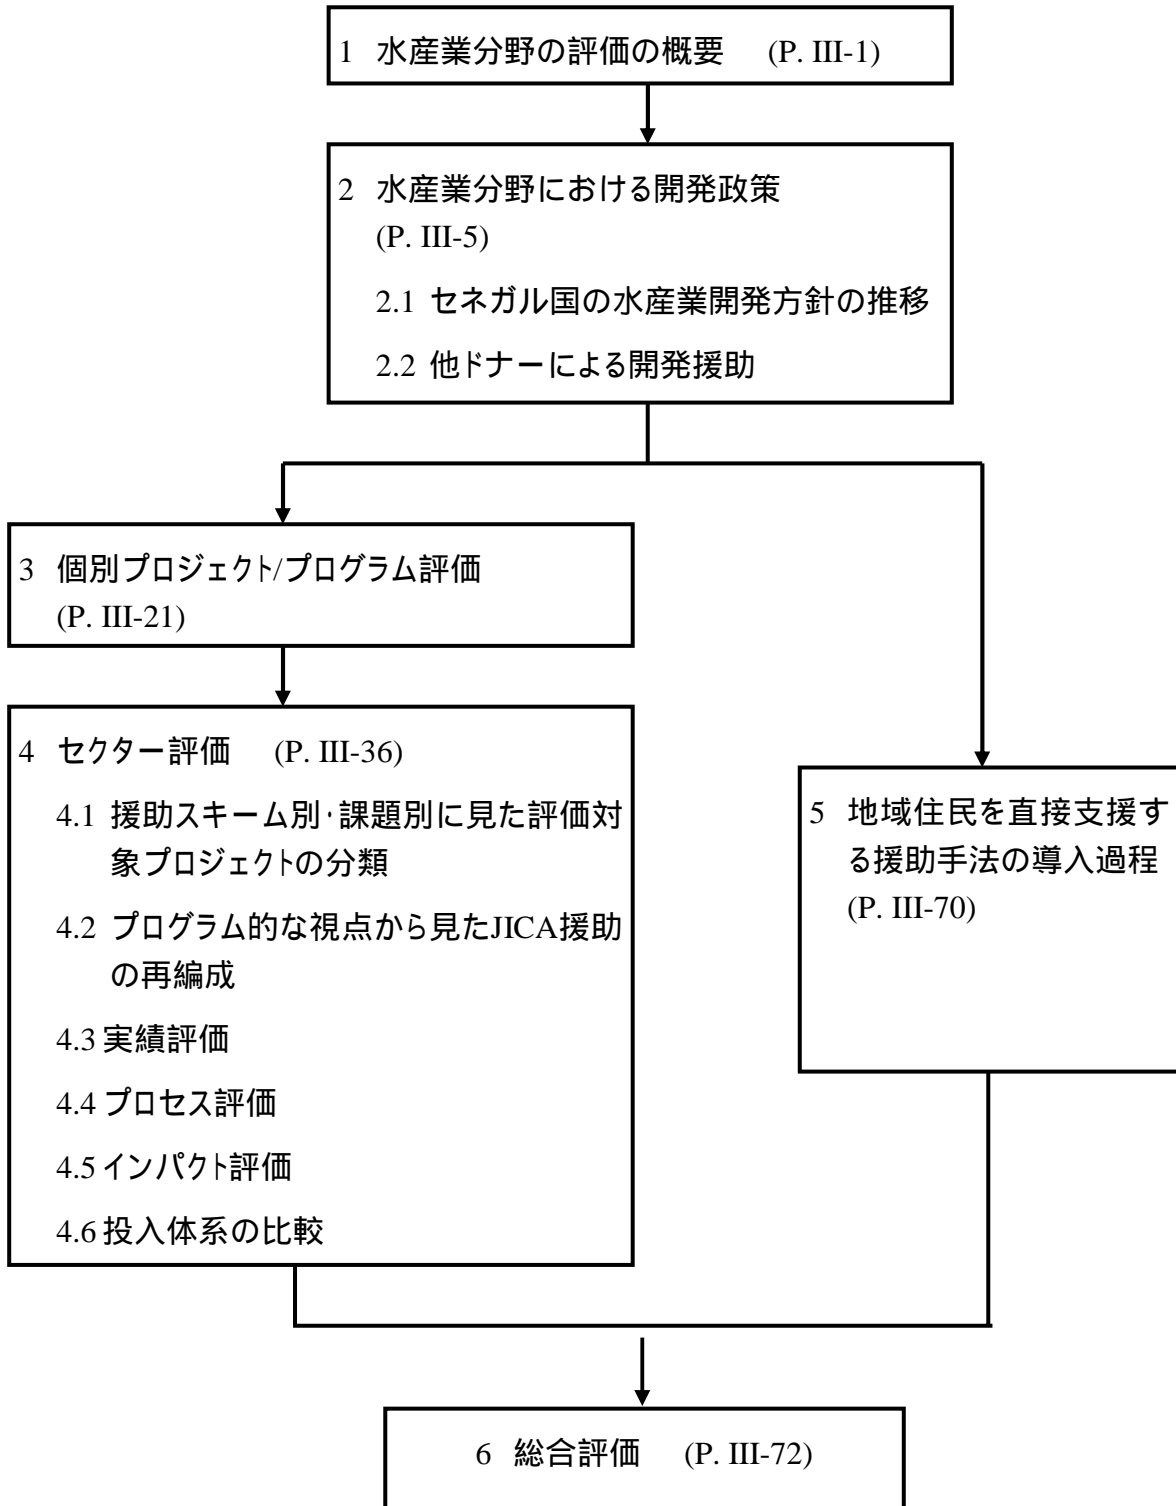 1 水産業分野の評価の概要 (P. III-1)
2 水産業分野における開発政策
(P. III-5)
2.1 セネガル国の水産業開発方針の推移
2.2 他ドナーによる開発援助
3 個別プロジェクト/プログラム評価
(P. III-21)
4 セクター評価 (P. III-36)
4.1 援助スキーム別・課題別に見た評価対
象プロジェクトの分類
4.2 プログラム的な視点から見たJICA援助
の再編成
4.3 実績評価
4.4 プロセス評価
4.5 インパクト評価
4.6 投入体系の比較
5 地域住民を直接支援す
る援助手法の導入過程
(P. III-70)
6 総合評価 (P. III-72)